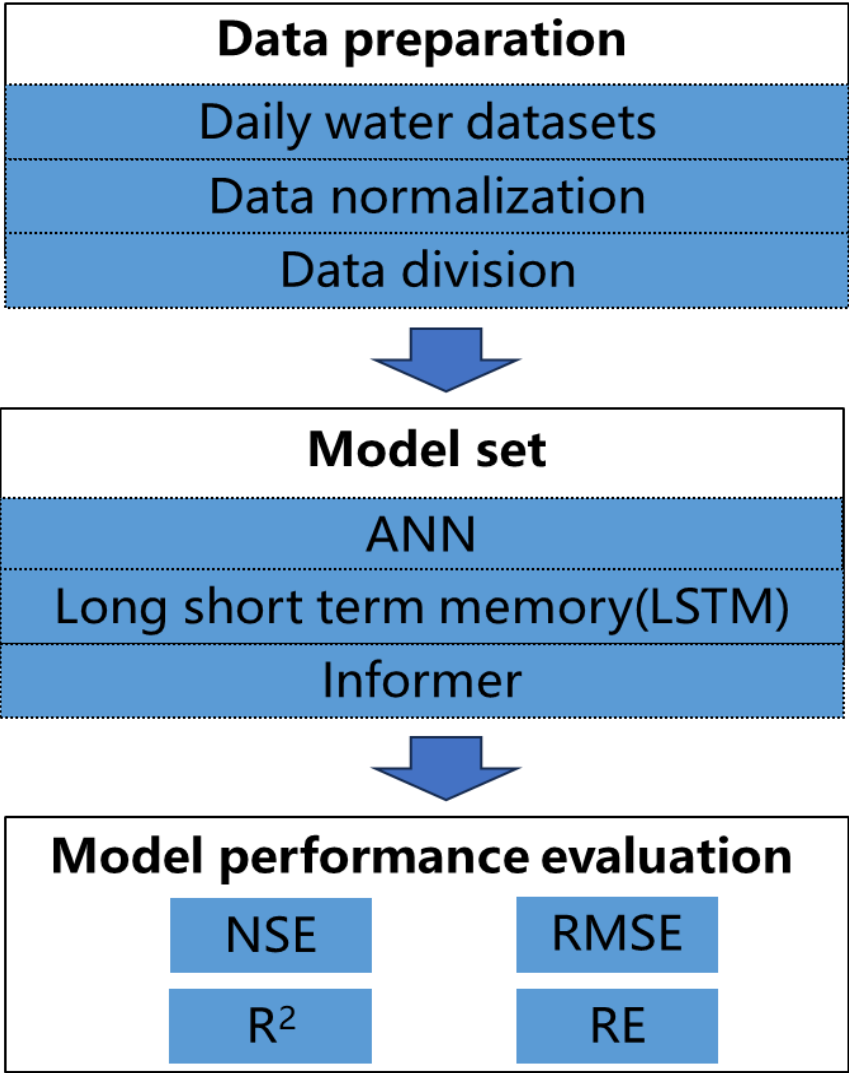 Data preparation
Daily water datasets
Data normalization
Data division
Model set
ANN
Long short term memory(LSTM)
Informer
Model performance evaluation
NSE
RMSE
R²
RE